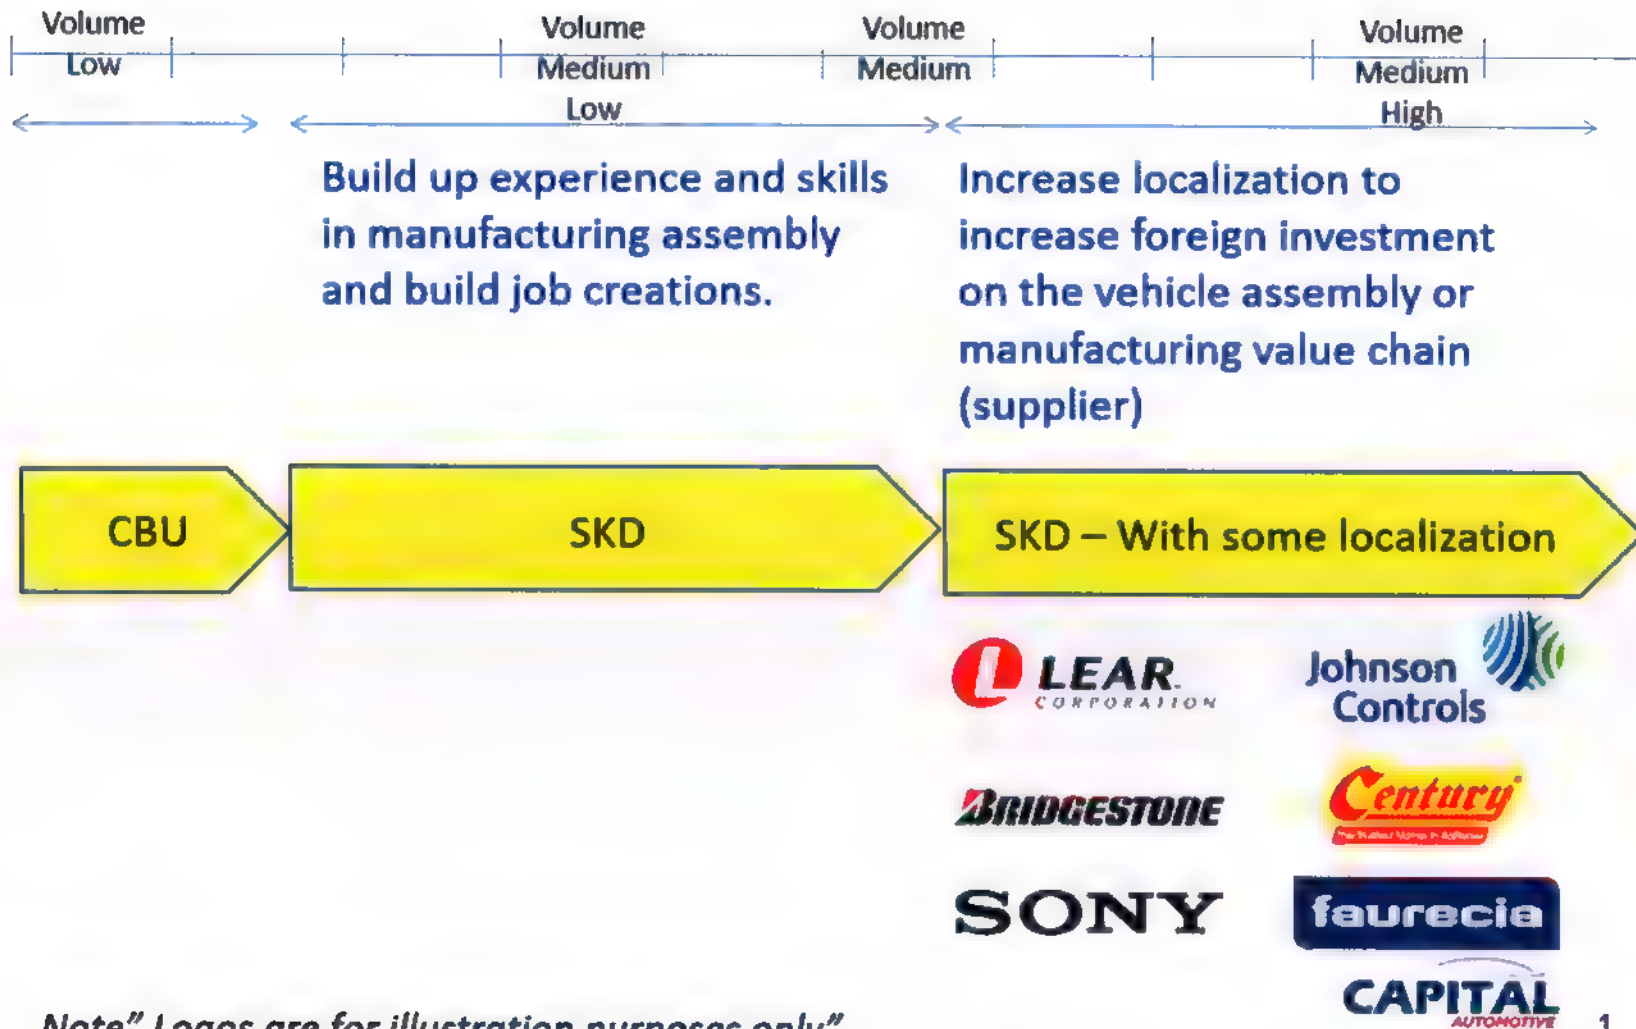 Volume
Low
Volume
Medium
Low
Volume
Medium
Volume
Medium
High
Build up experience and skills
in manufacturing assembly
and build job creations.
Increase localization to
increase foreign investment
on the vehicle assembly or
manufacturing value chain
(supplier)
CBU
SKD
SKD – With some localization
LEAR
CORPORATION
Johnson
Controls
BRIDGESTONE
Century
SONY
faurecia
CAPITAL
AUTOMOTIVE
Note" Logos are for illustration purposes only"
1